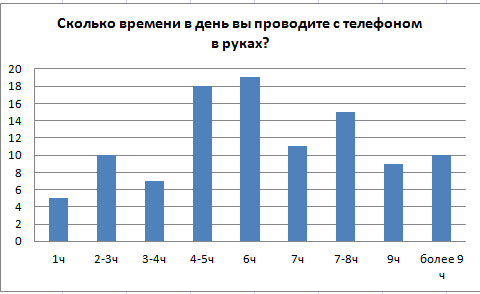 Сколько времени в день вы проводите с телефоном
в руках?
20
18
16
14
12
10
8
6
4
2
0
1ч 2-3ч 3-4ч 4-5ч 6ч 7ч 7-8ч 9ч более 9
ч